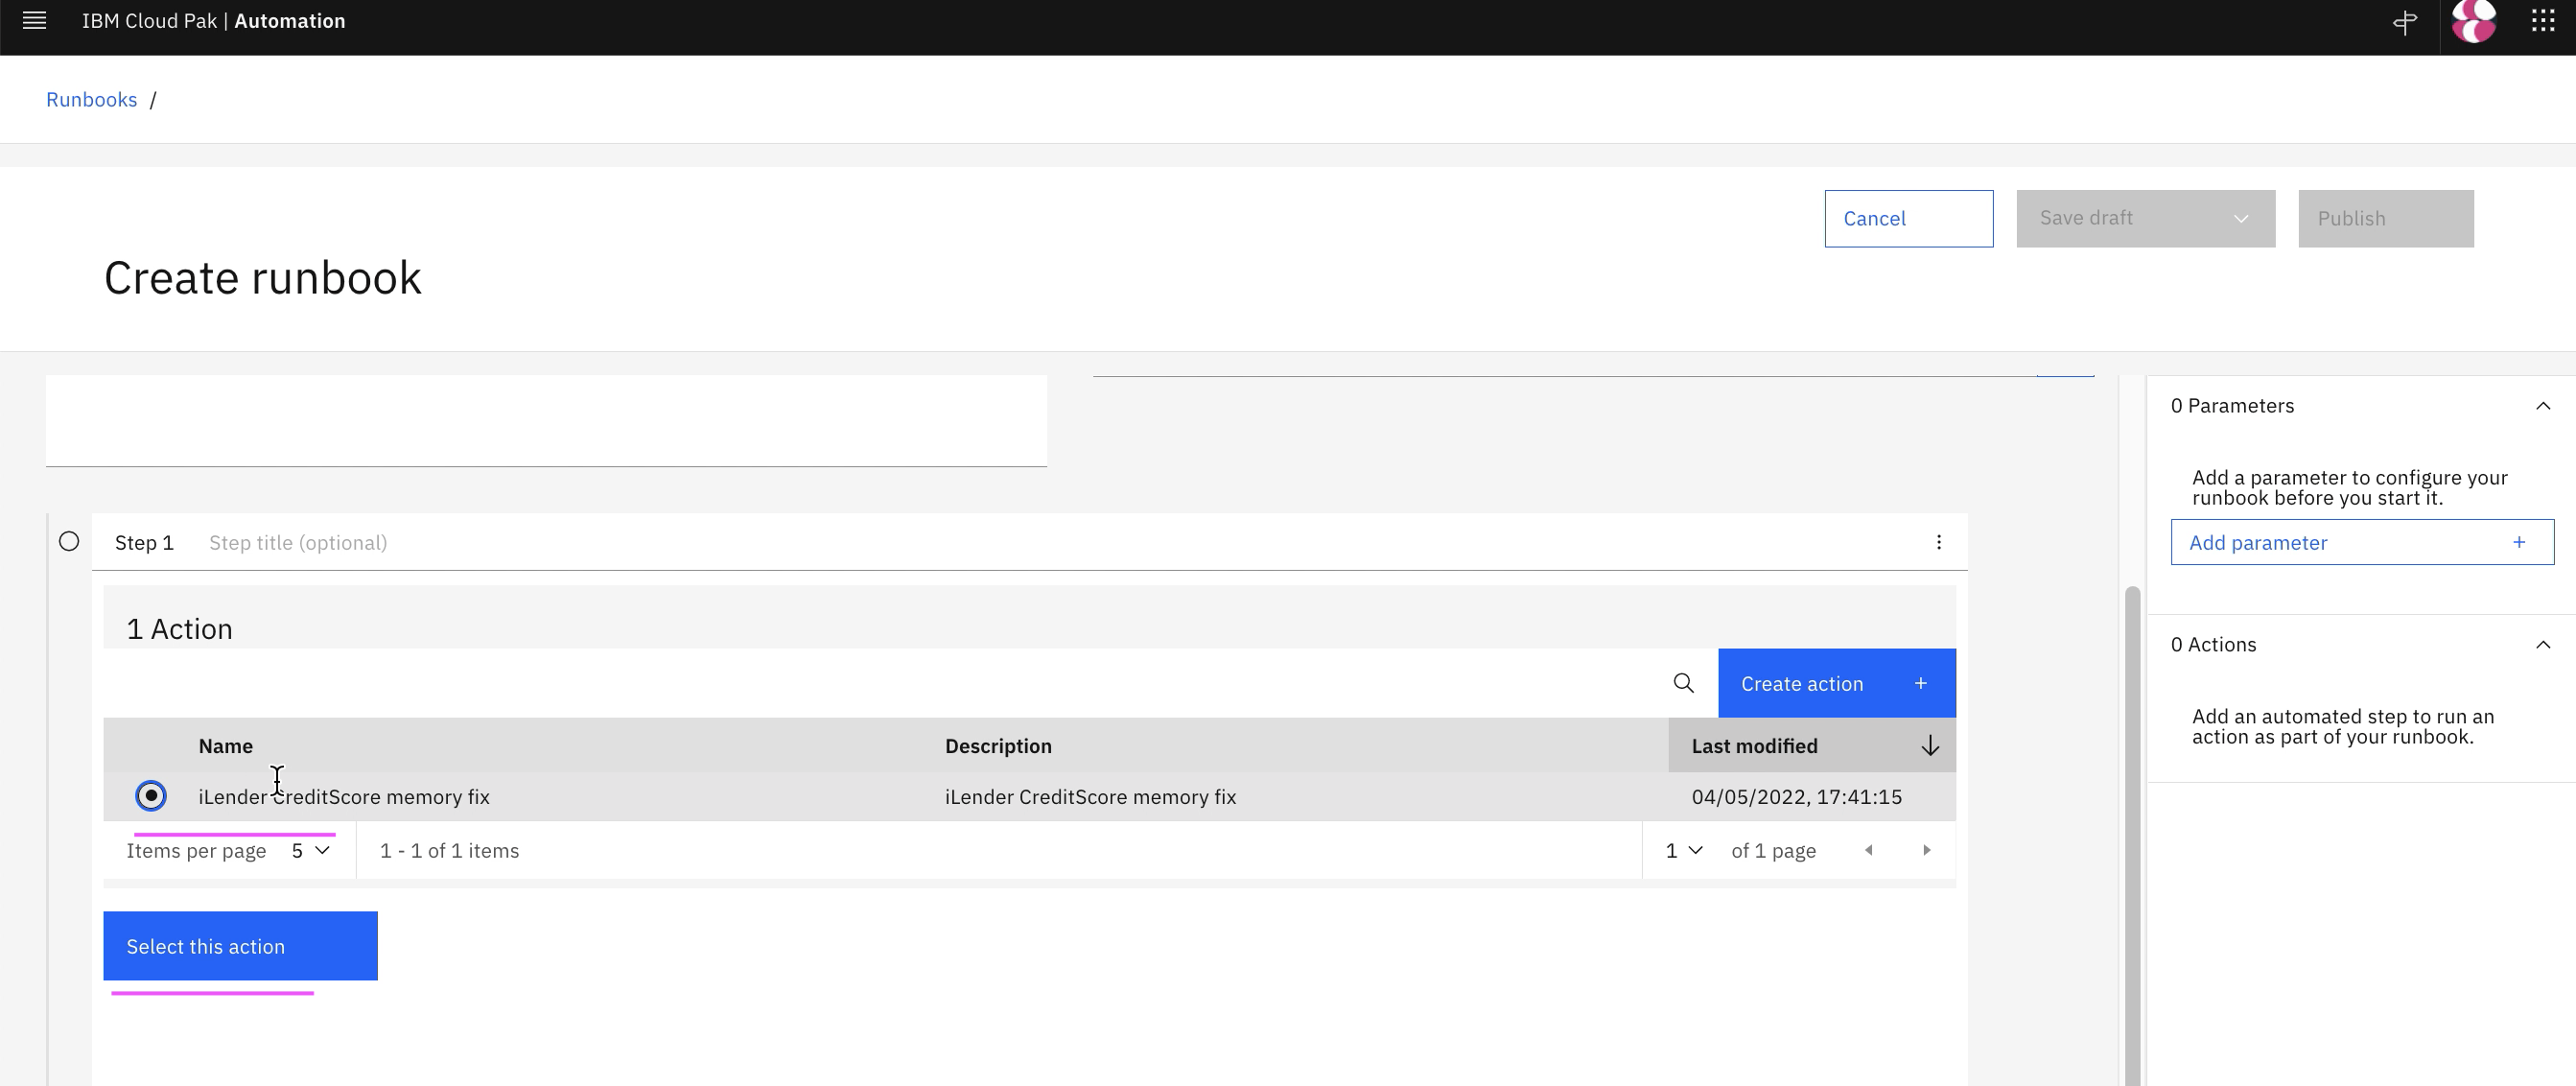 IBM Cloud Pak | Automation
Runbooks /
Cancel
Save draft
Publish
Create runbook
0 Parameters
Add a parameter to configure your
runbook before you start it.
Add parameter +
Step 1 Step title (optional)
1 Action
0 Actions
Create action +
Add an automated step to run an
action as part of your runbook.
Name Description Last modified
iLender CreditScore memory fix iLender CreditScore memory fix 04/05/2022, 17:41:15
Items per page 5 1 - 1 of 1 items 1 of 1 page
Select this action